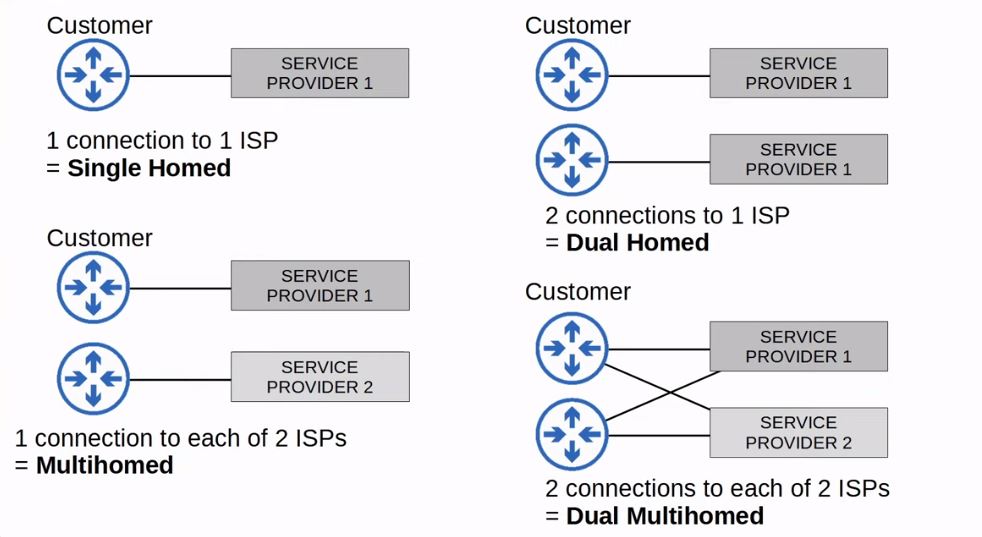 Customer
SERVICE
PROVIDER 1
1 connection to 1 ISP
= Single Homed
Customer
SERVICE
PROVIDER 1
SERVICE
PROVIDER 1
2 connections to 1 ISP
= Dual Homed
Customer
SERVICE
PROVIDER 1
SERVICE
PROVIDER 2
1 connection to each of 2 ISPs
= Multihomed
Customer
SERVICE
PROVIDER 1
SERVICE
PROVIDER 2
2 connections to each of 2 ISPs
= Dual Multihomed